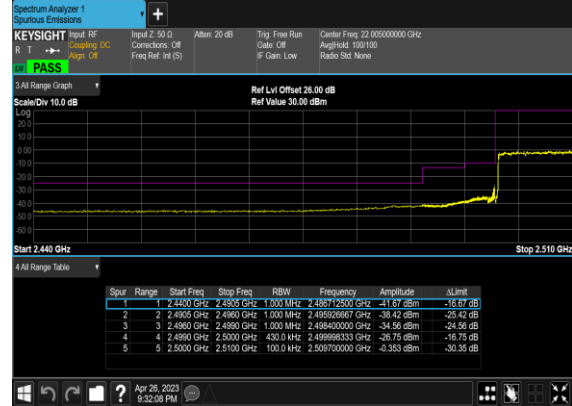 Spectrum Analyzer 1
Spurious Emissions
+
KEYSIGHT Input: RF Input Z: 50 Ω Atten: 20 dB Trig: Free Run Center Freq: 22.005000000 GHz
R T Coupling: DC Corrections: Off Gate: Off Avg|Hold: 100/100
Align: Off Freq Ref: Int (S) IF Gain: Low Radio Std: None
PASS
3 All Range Graph
Ref Lvl Offset 26.00 dB
Scale/Div 10.0 dB Ref Value 30.00 dBm
Log
20.0
10.0
0.00
-10.0
-20.0
-30.0
-40.0
-50.0
-60.0
Start 2.440 GHz Stop 2.510 GHz
4 All Range Table
Spur Range Start Freq Stop Freq RBW Frequency Amplitude ΔLimit
1 1 2.4400 GHz 2.4905 GHz 1.000 MHz 2.486712500 GHz -41.67 dBm -16.67 dB
2 2 2.4905 GHz 2.4960 GHz 1.000 MHz 2.495926667 GHz -38.42 dBm -25.42 dB
3 3 2.4960 GHz 2.4990 GHz 1.000 MHz 2.498400000 GHz -34.56 dBm -24.56 dB
4 4 2.4990 GHz 2.5000 GHz 430.0 kHz 2.499998333 GHz -26.75 dBm -16.75 dB
5 5 2.5000 GHz 2.5100 GHz 100.0 kHz 2.509700000 GHz -0.353 dBm -30.35 dB
? Apr 26, 2023
9:32:08 PM